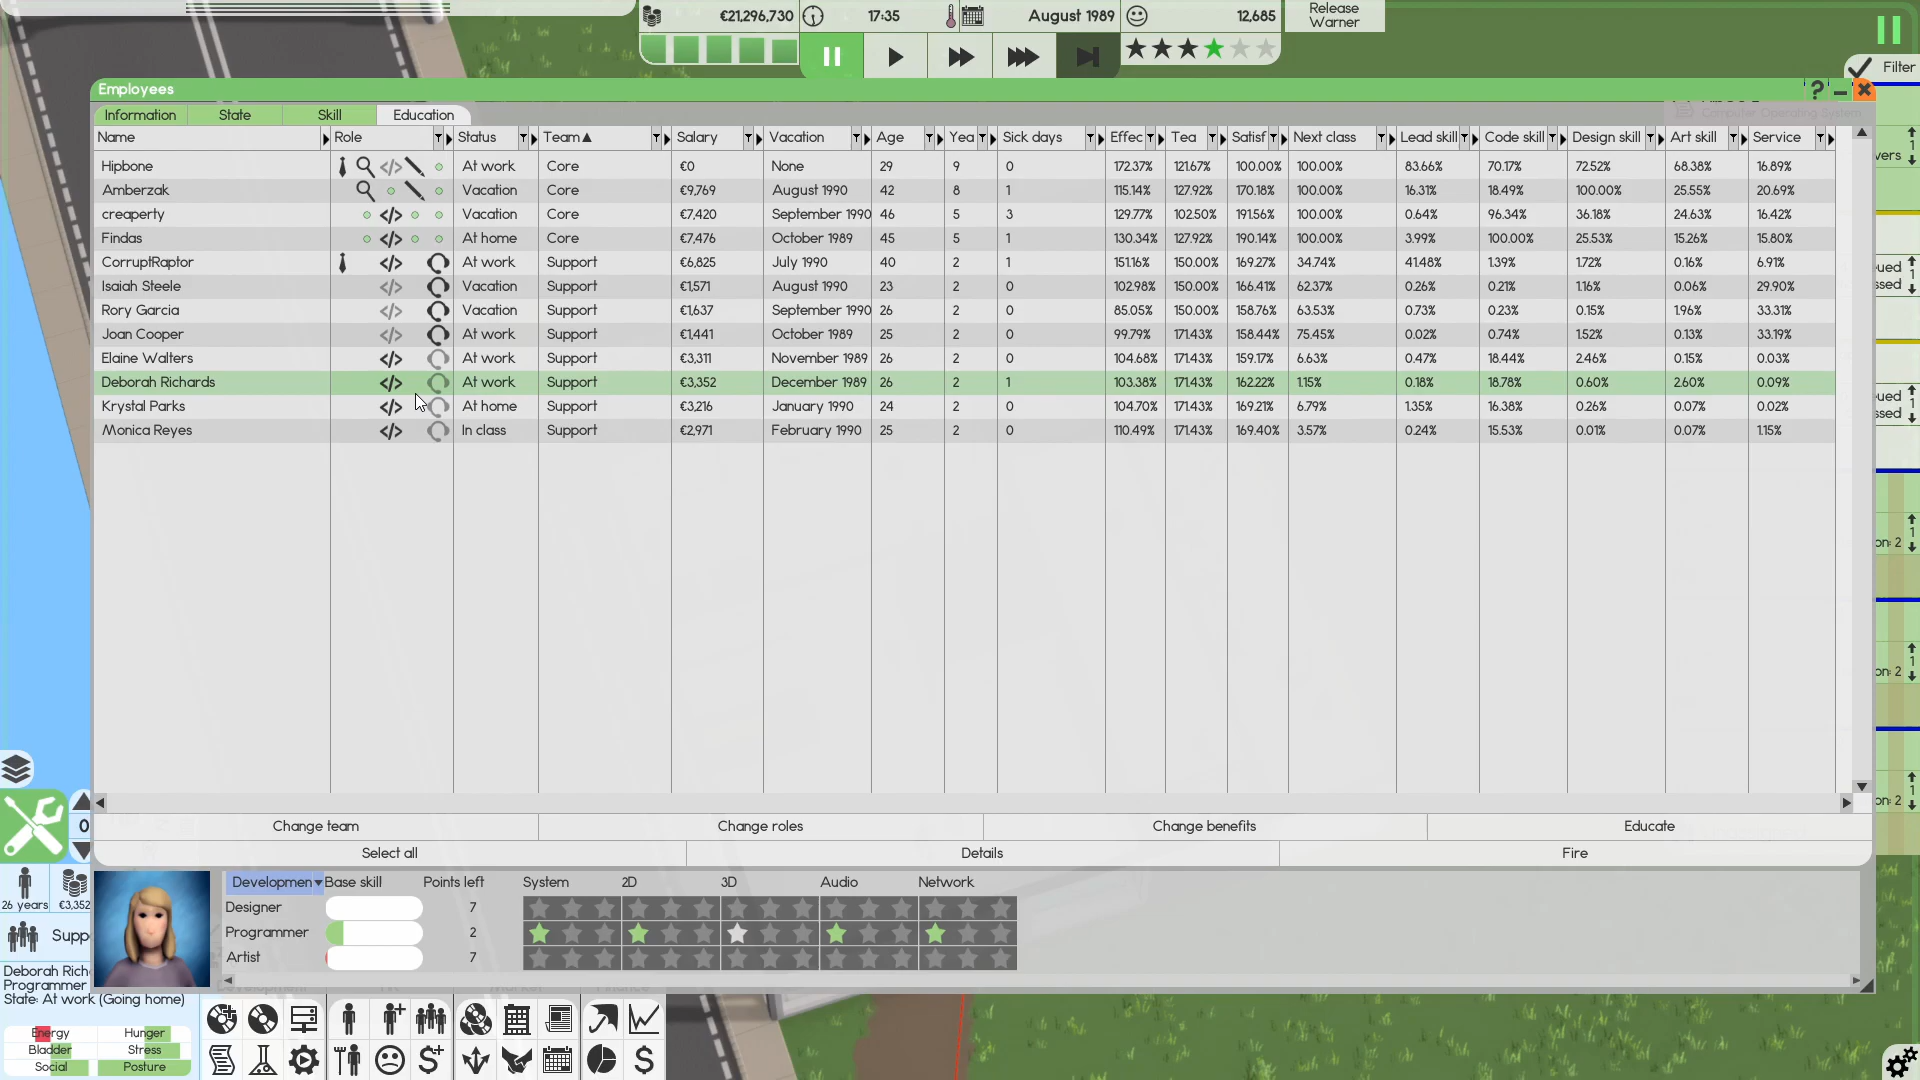 €21,296,730 17:35 August 1989 12,685 Release Warner
Filter
Employees ?
Information State Skill Education
Name Role Status Team▲ Salary Vacation Age Yea Sick days Effec Tea Satisf Next class Lead skill Code skill Design skill Art skill Service
Hipbone At work Core €0 None 29 9 0 172.37% 121.67% 100.00% 100.00% 83.66% 70.17% 72.52% 68.38% 16.89%
Amberzak Vacation Core €9,769 August 1990 42 8 1 115.14% 127.92% 170.18% 100.00% 16.31% 18.49% 100.00% 25.55% 20.69%
creaperty </> Vacation Core €7,420 September 1990 46 5 3 129.77% 102.50% 191.56% 100.00% 0.64% 96.34% 36.18% 24.63% 16.42%
Findas </> At home Core €7,476 October 1989 45 5 1 130.34% 127.92% 190.14% 100.00% 3.99% 100.00% 25.53% 15.26% 15.80%
CorruptRaptor </> At work Support €6,825 July 1990 40 2 1 151.16% 150.00% 169.27% 34.74% 41.48% 1.39% 1.72% 0.16% 6.91%
Isaiah Steele </> Vacation Support €1,571 August 1990 23 2 0 102.98% 150.00% 166.41% 62.37% 0.26% 0.21% 1.16% 0.06% 29.90%
Rory Garcia </> Vacation Support €1,637 September 1990 26 2 0 85.05% 150.00% 158.76% 63.53% 0.73% 0.23% 0.15% 1.96% 33.31%
Joan Cooper </> At work Support €1,441 October 1989 25 2 0 99.79% 171.43% 158.44% 75.45% 0.02% 0.74% 1.52% 0.13% 33.19%
Elaine Walters </> At work Support €3,311 November 1989 26 2 0 104.68% 171.43% 159.17% 6.63% 0.47% 18.44% 2.46% 0.15% 0.03%
Deborah Richards </> At work Support €3,352 December 1989 26 2 1 103.38% 171.43% 162.22% 1.15% 0.18% 18.78% 0.60% 2.60% 0.09%
Krystal Parks </> At home Support €3,216 January 1990 24 2 0 104.70% 171.43% 169.21% 6.79% 1.35% 16.38% 0.26% 0.07% 0.02%
Monica Reyes </> In class Support €2,971 February 1990 25 2 0 110.49% 171.43% 169.40% 3.57% 0.24% 15.53% 0.01% 0.07% 1.15%
vers 1
ued
ssed 1
ued
ssed 1
on: 2 1
on: 2 1
on: 2 1
0
Change team Change roles Change benefits Educate
Select all Details Fire
Developmen Base skill Points left System 2D 3D Audio Network
Designer 7
Programmer 2
Artist 7
26 years €3,352
Supp
Deborah Rich
Programmer
State: At work (Going home)
Energy Hunger
Bladder Stress
Social Posture